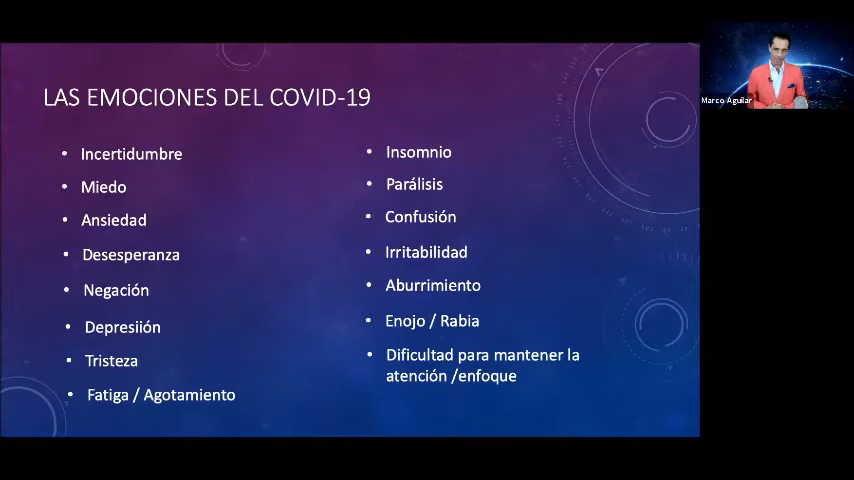 LAS EMOCIONES DEL COVID-19
• Incertidumbre
• Miedo
• Ansiedad
• Desesperanza
• Negación
• Depresiión
• Tristeza
• Fatiga / Agotamiento
• Insomnio
• Parálisis
• Confusión
• Irritabilidad
• Aburrimiento
• Enojo / Rabia
• Dificultad para mantener la
atención /enfoque
Marco Aguilar